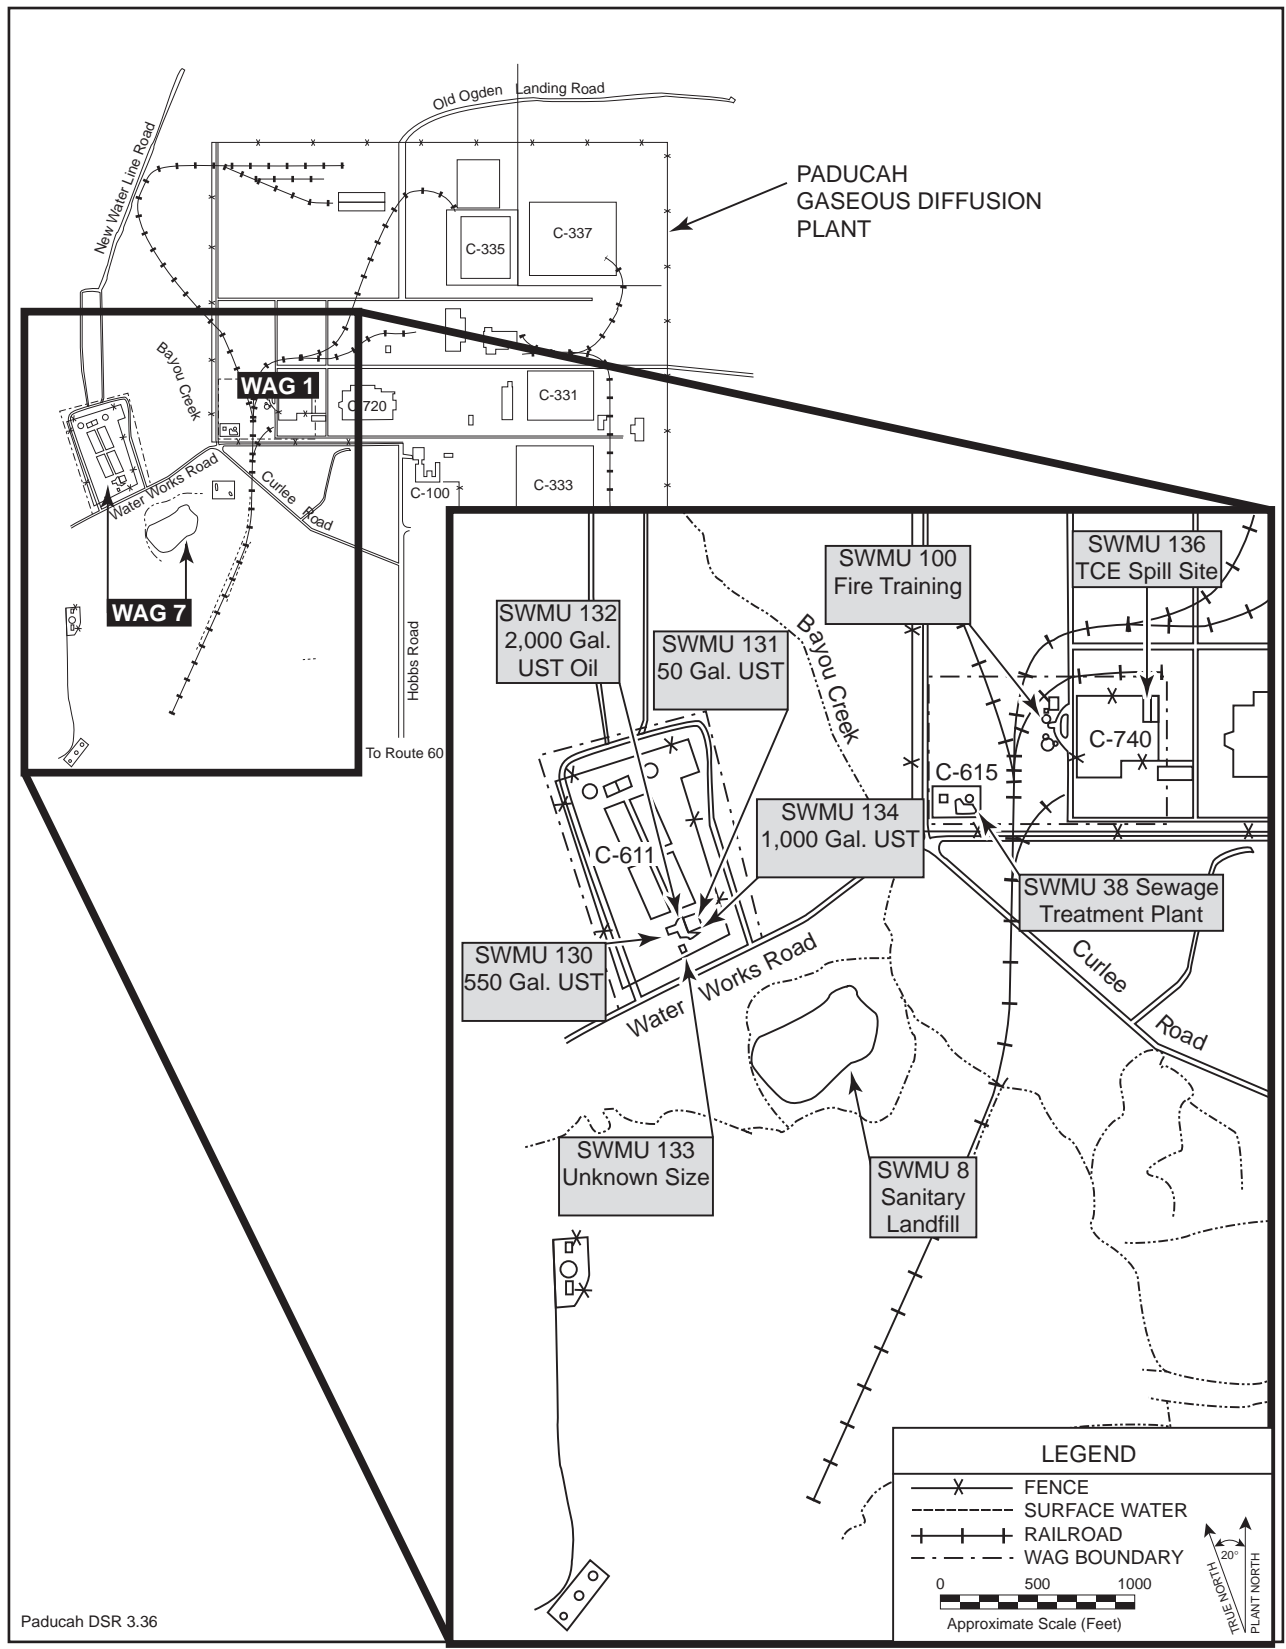 Old Ogden Landing Road
New Water Line Road
PADUCAH
GASEOUS DIFFUSION
PLANT
C-335
C-337
Bayou Creek
WAG 1
C-720
C-331
Water Works Road
Curlee
Road
C-100
C-333
WAG 7
Hobbs Road
To Route 60
SWMU 100
Fire Training
SWMU 136
TCE Spill Site
SWMU 132
2,000 Gal.
UST Oil
SWMU 131
50 Gal. UST
Bayou Creek
C-740
C-615
SWMU 134
1,000 Gal. UST
C-611
SWMU 38 Sewage
Treatment Plant
SWMU 130
550 Gal. UST
Water Works Road
Curlee
Road
SWMU 133
Unknown Size
SWMU 8
Sanitary
Landfill
LEGEND
FENCE
SURFACE WATER
RAILROAD
WAG BOUNDARY
0 500 1000
Approximate Scale (Feet)
20°
TRUE NORTH
PLANT NORTH
Paducah DSR 3.36